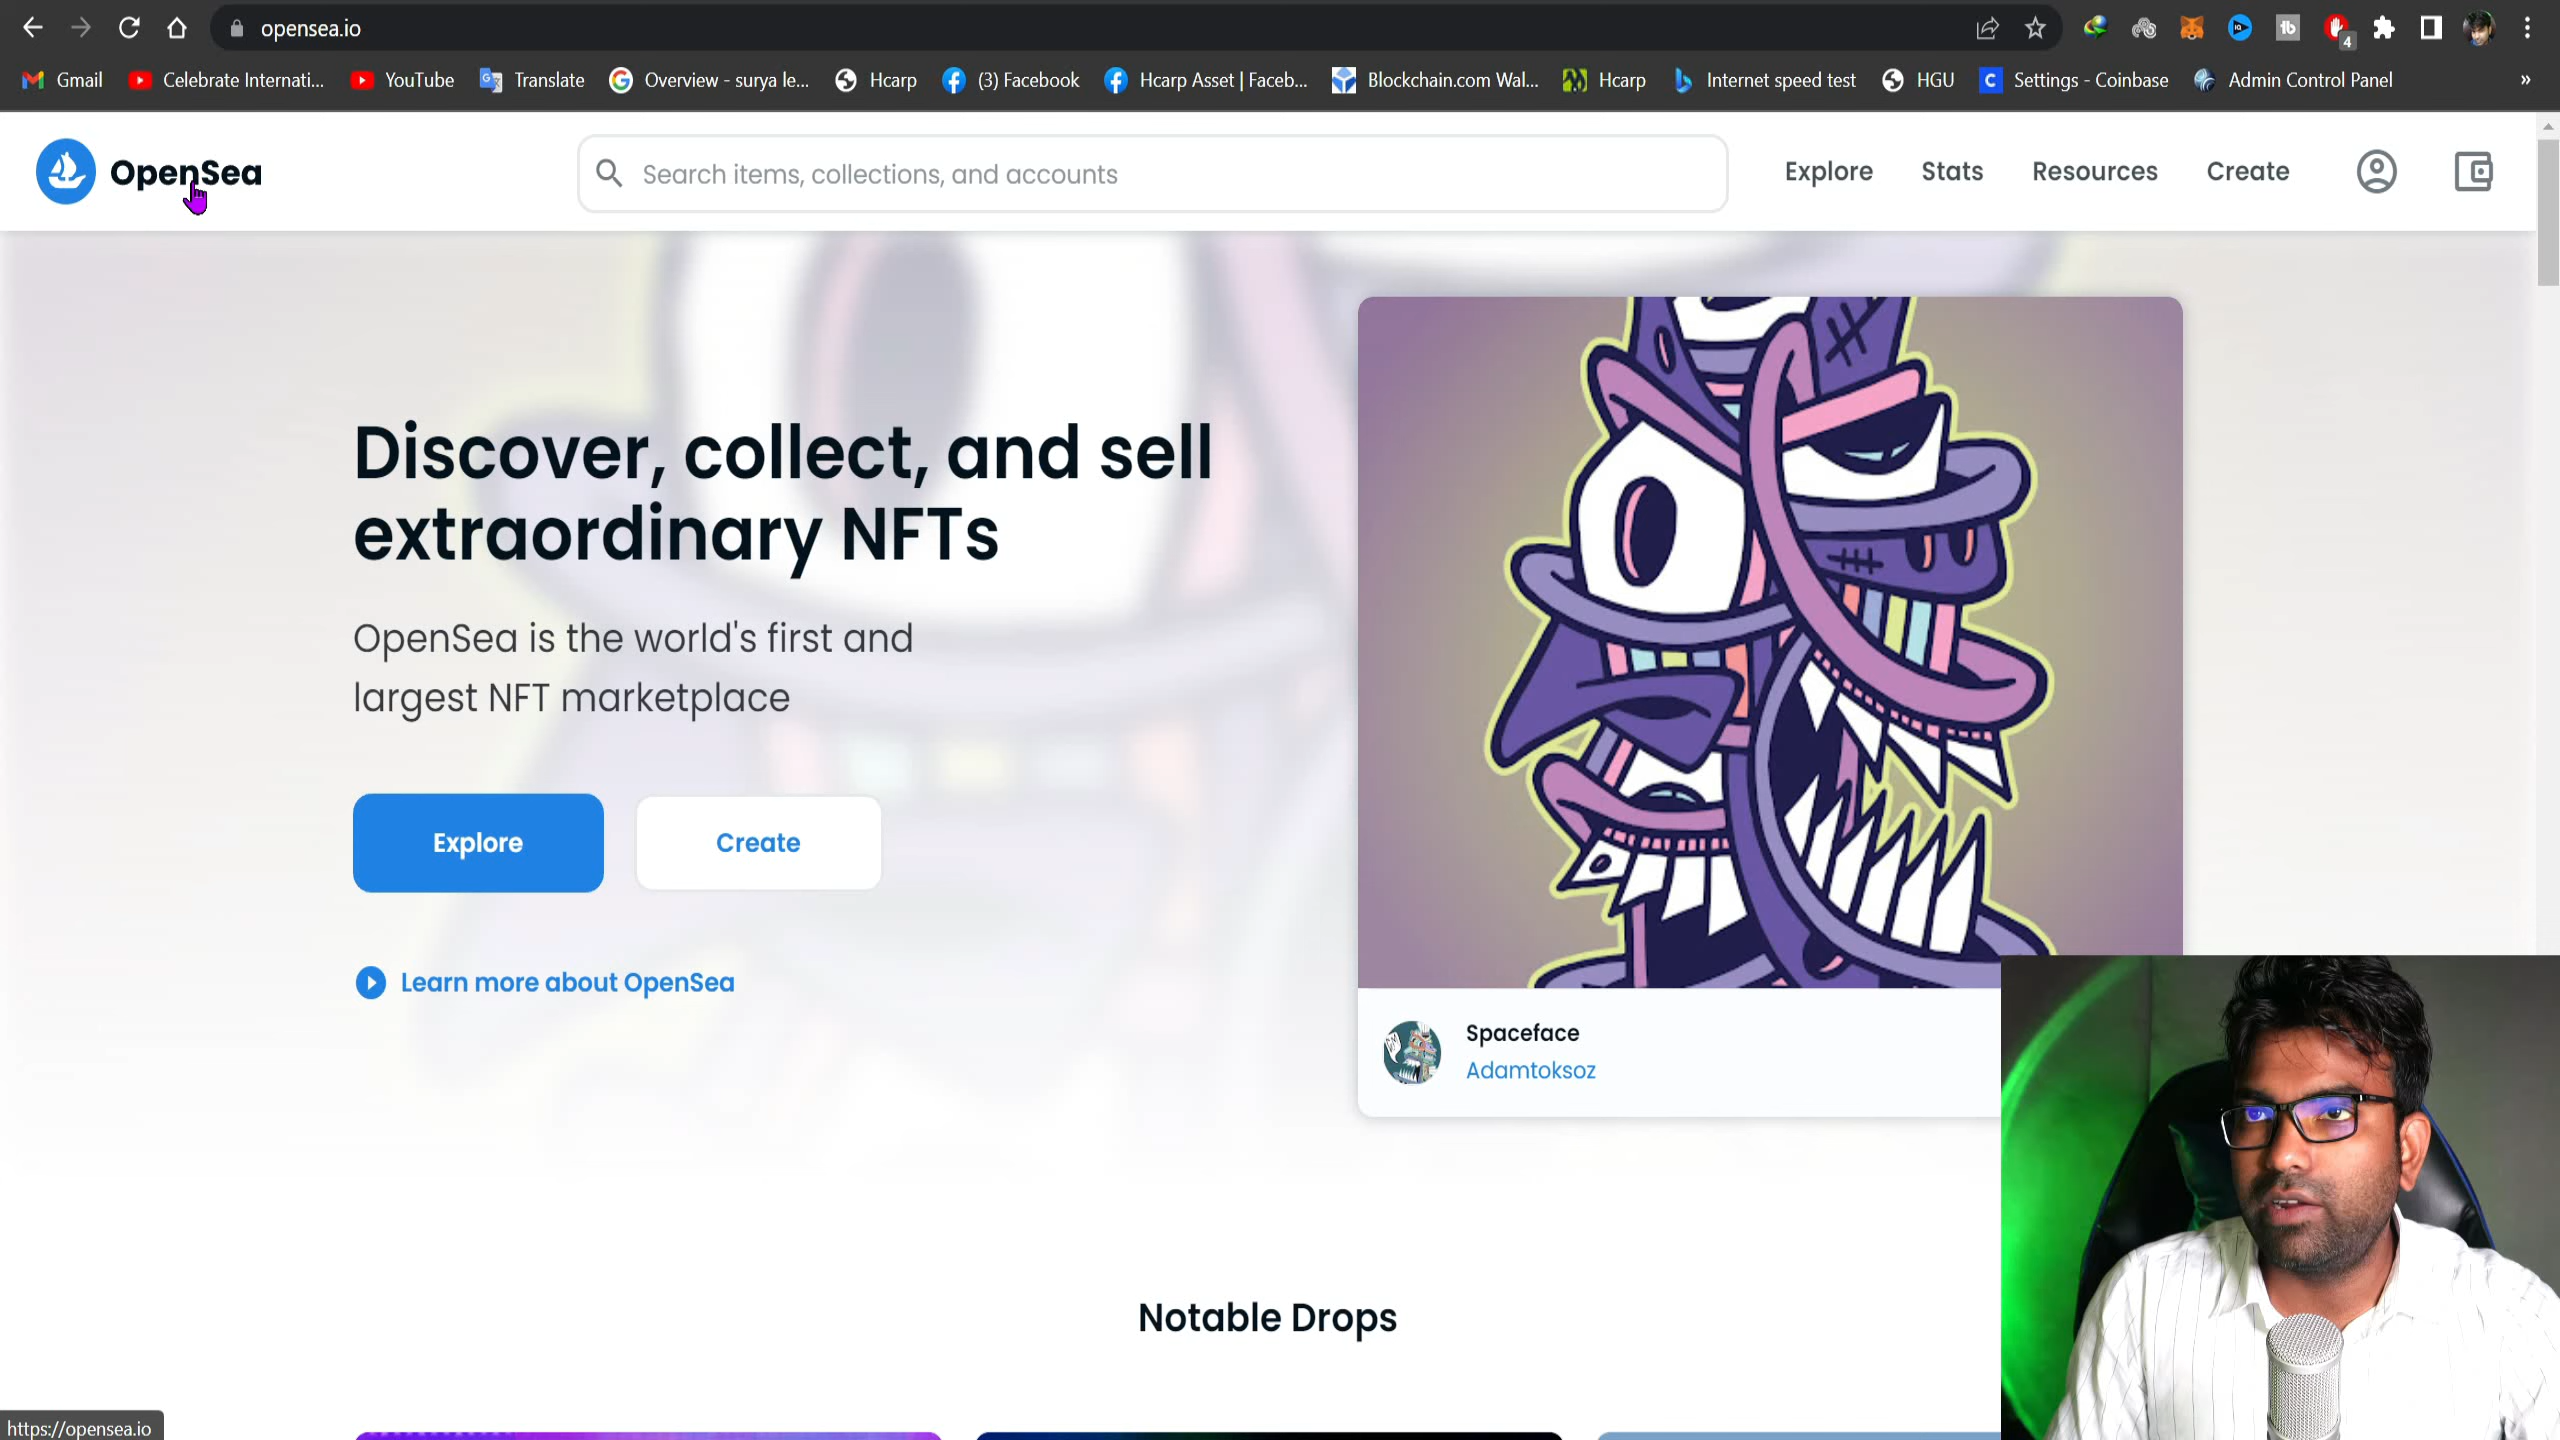 opensea.io
4
Gmail
Celebrate Internati...
YouTube
Translate
Overview - surya le...
Hcarp
(3) Facebook
Hcarp Asset | Faceb...
Blockchain.com Wal...
Hcarp
Internet speed test
HGU
Settings - Coinbase
Admin Control Panel
»
OpenSea
Search items, collections, and accounts
Explore
Stats
Resources
Create
Discover, collect, and sell
extraordinary NFTs
OpenSea is the world's first and
largest NFT marketplace
Explore
Create
Learn more about OpenSea
Spaceface
Adamtoksoz
Notable Drops
https://opensea.io